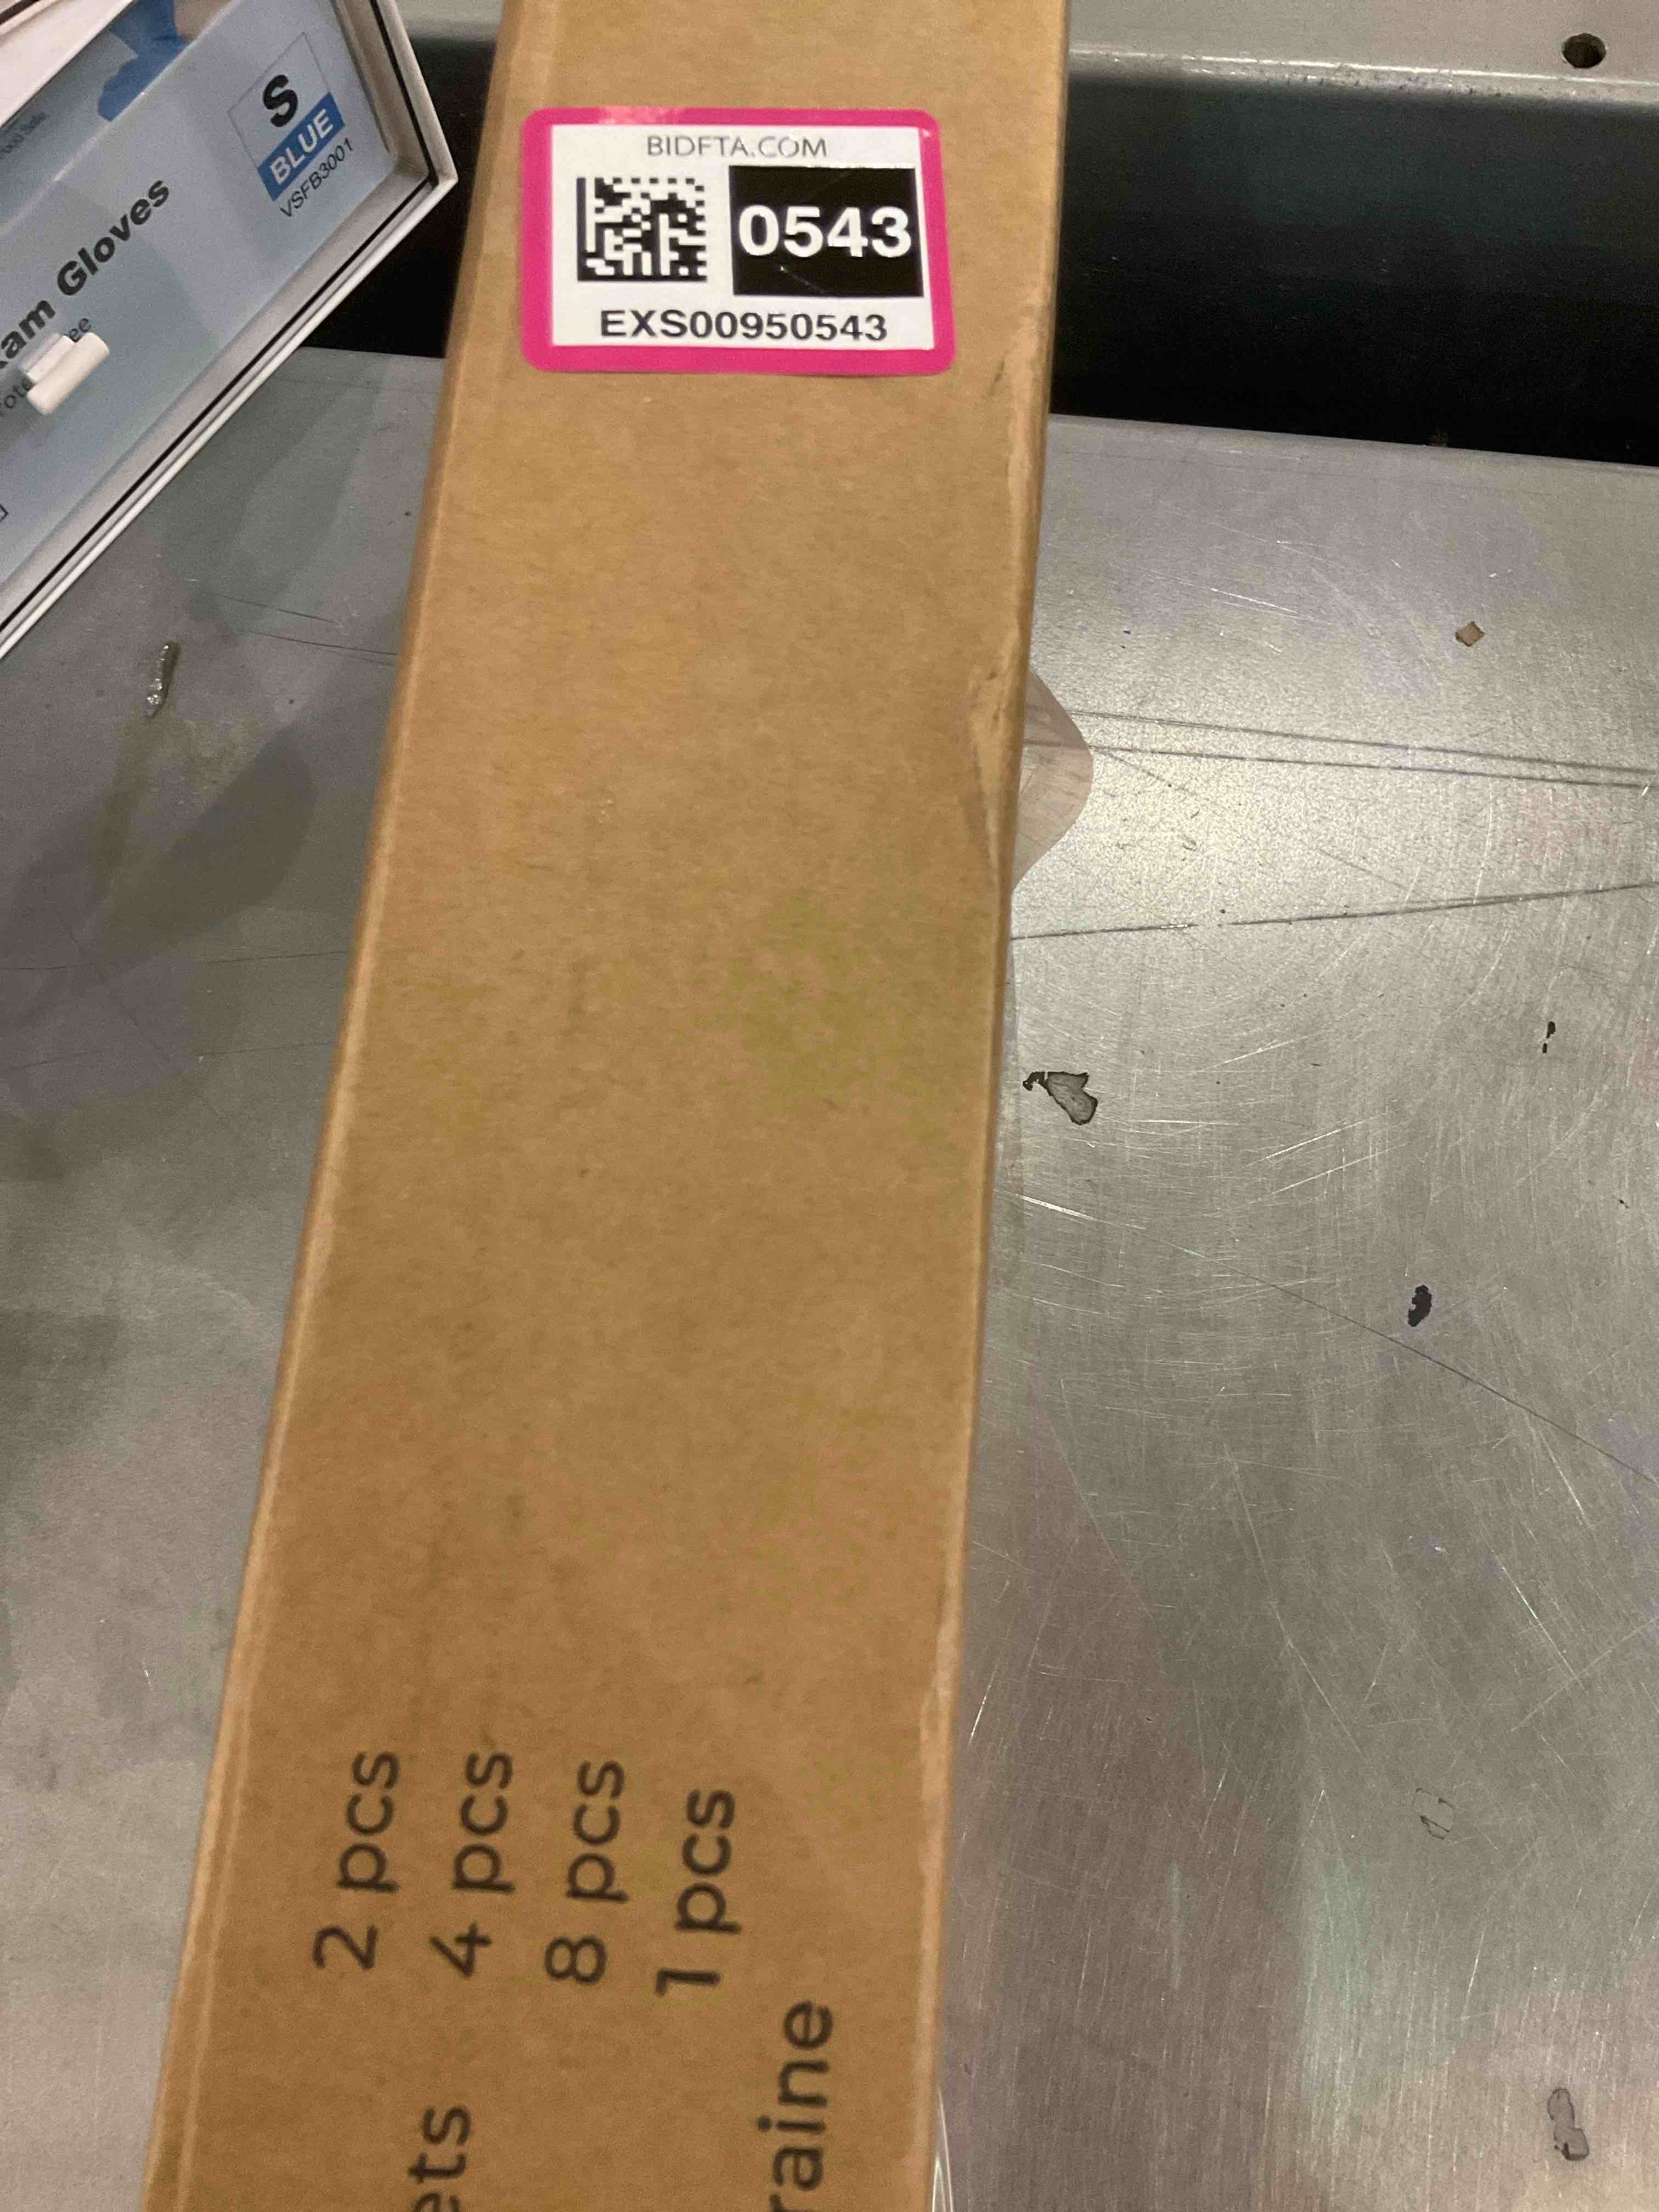 S
BLUE
VSFB3001
Gloves
BIDFTA.COM
0543
EXS00950543
2 pcs
4 pcs
8 pcs
1 pcs
ets
raine